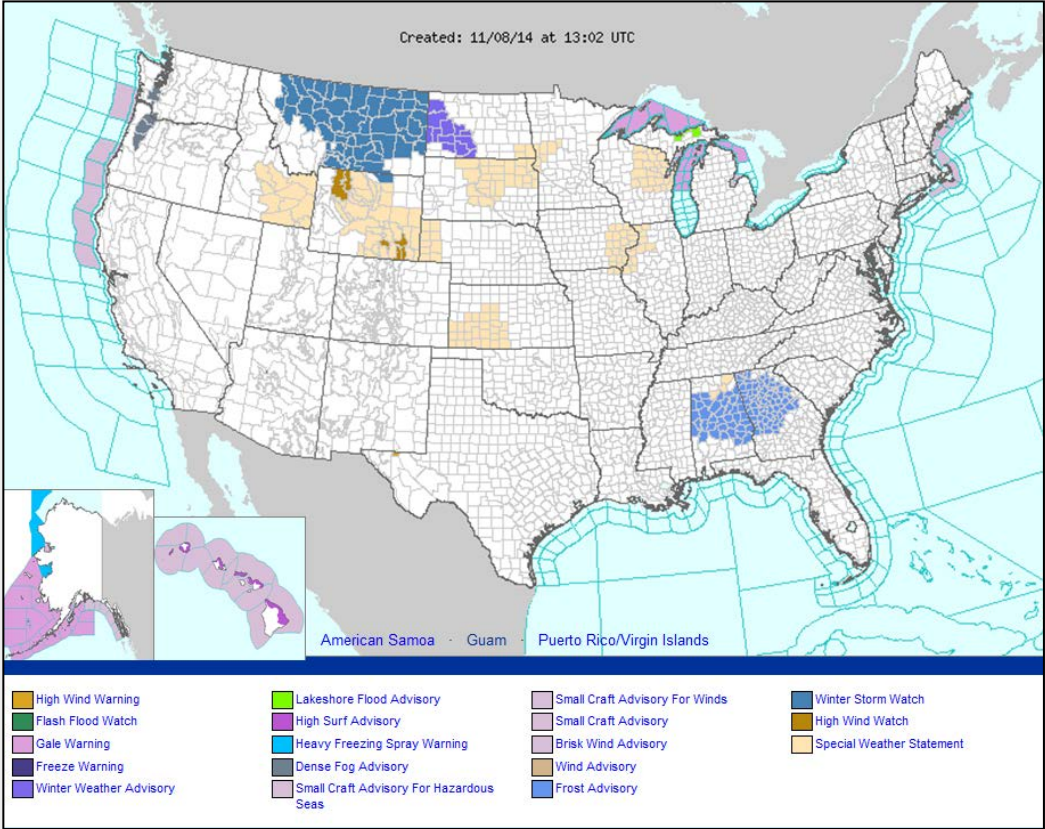 Created: 11/08/14 at 13:02 UTC
American Samoa · Guam · Puerto Rico/Virgin Islands
High Wind Warning
Flash Flood Watch
Gale Warning
Freeze Warning
Winter Weather Advisory
Lakeshore Flood Advisory
High Surf Advisory
Heavy Freezing Spray Warning
Dense Fog Advisory
Small Craft Advisory For Hazardous
Seas
Small Craft Advisory For Winds
Small Craft Advisory
Brisk Wind Advisory
Wind Advisory
Frost Advisory
Winter Storm Watch
High Wind Watch
Special Weather Statement